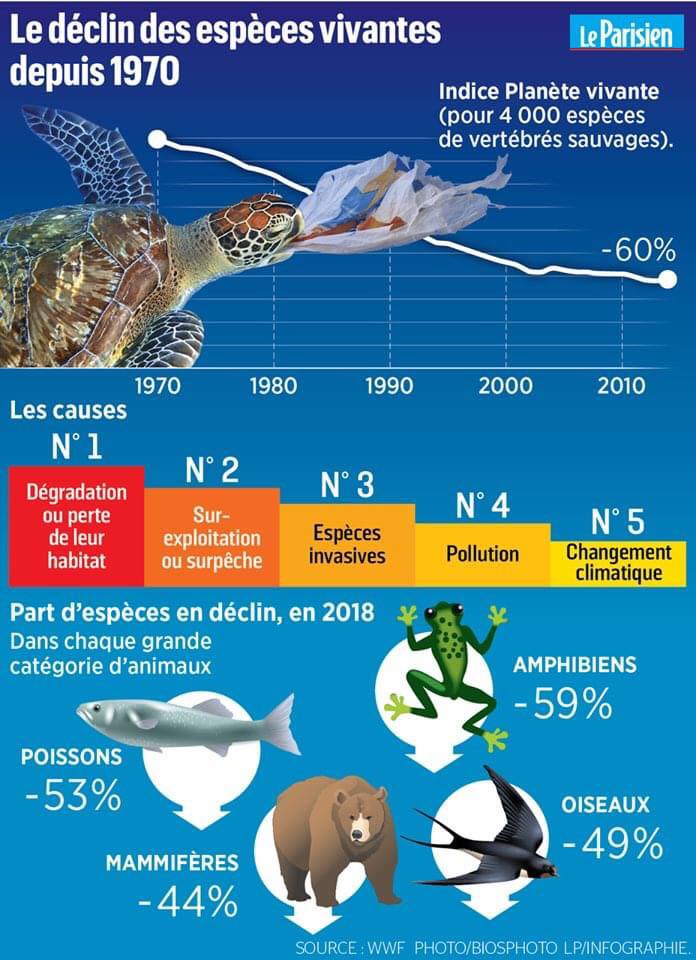 Le déclin des espèces vivantes
depuis 1970
Le Parisien
Indice Planète vivante
(pour 4 000 espèces
de vertébrés sauvages).
-60%
1970 1980 1990 2000 2010
Les causes
N° 1
Dégradation
ou perte
de leur
habitat
N° 2
Sur-
exploitation
ou surpêche
N° 3
Espèces
invasives
N° 4
Pollution
N° 5
Changement
climatique
Part d'espèces en déclin, en 2018
Dans chaque grande
catégorie d'animaux
AMPHIBIENS
-59%
POISSONS
-53%
OISEAUX
-49%
MAMMIFÈRES
-44%
SOURCE : WWF PHOTO/BIOSPHOTO LP/INFOGRAPHIE.